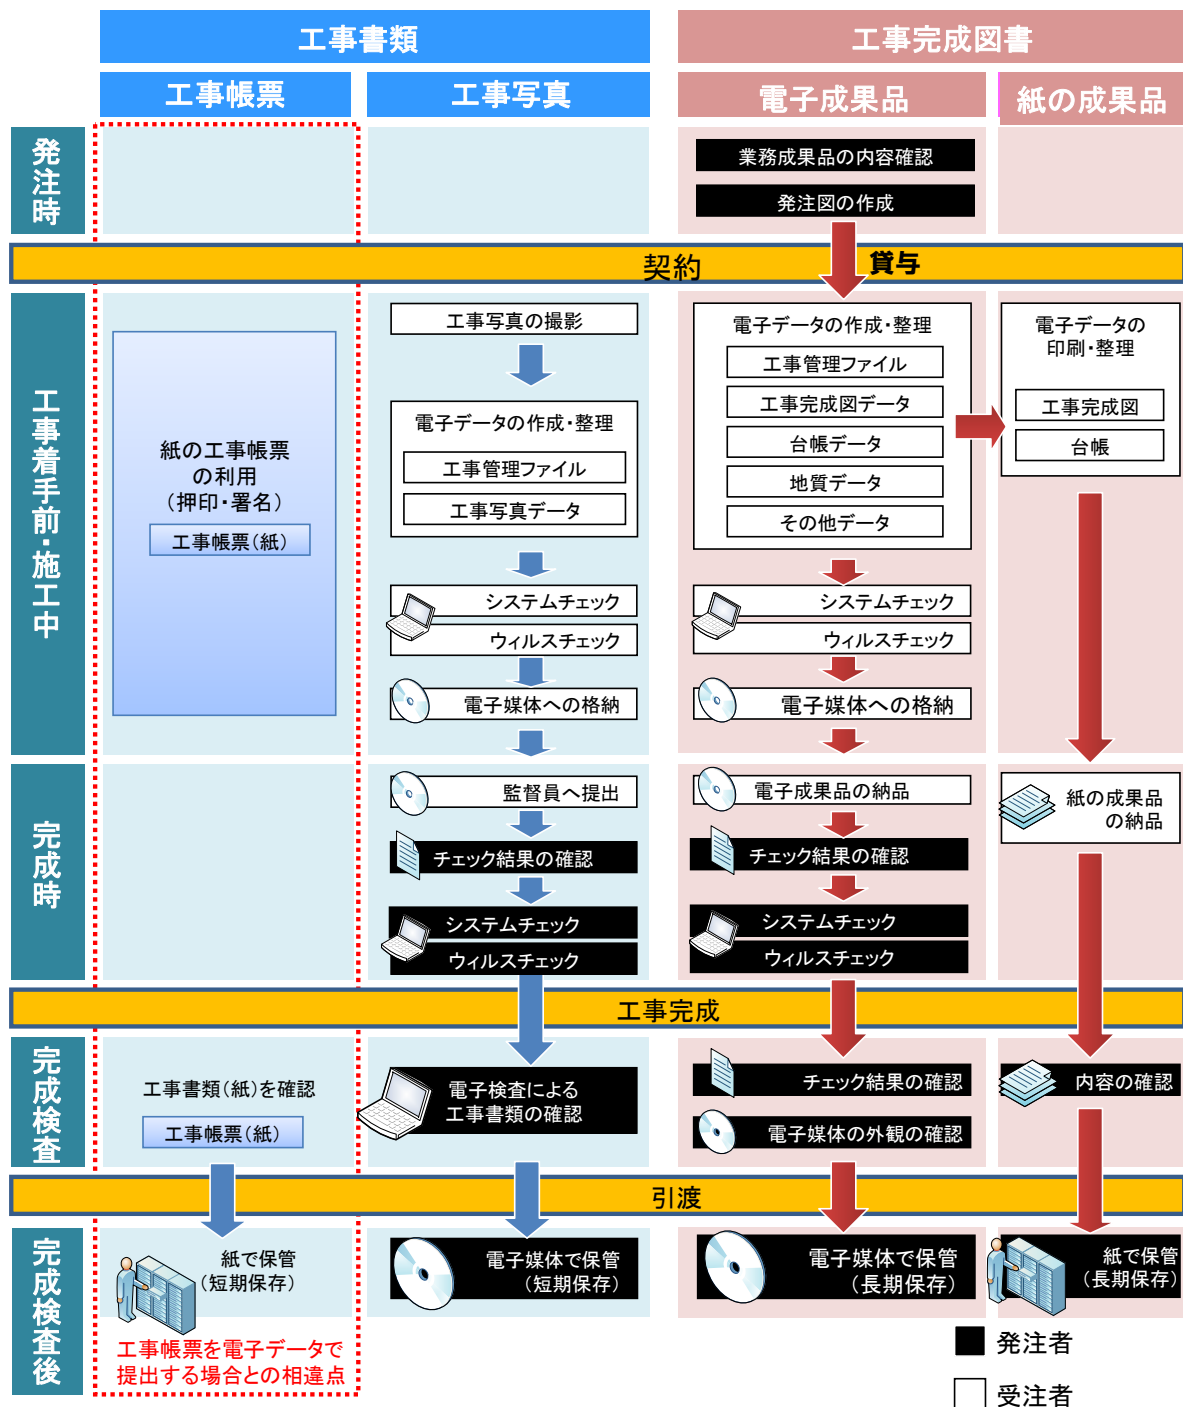 工事書類
工事完成図書
工事帳票
工事写真
電子成果品
紙の成果品
発注時
業務成果品の内容確認
発注図の作成
契約
貸与
工事着手前・施工中
紙の工事帳票
の利用
（押印・署名）
工事帳票（紙）
工事写真の撮影
電子データの作成・整理
工事管理ファイル
工事写真データ
システムチェック
ウィルスチェック
電子媒体への格納
電子データの作成・整理
工事管理ファイル
工事完成図データ
台帳データ
地質データ
その他データ
システムチェック
ウィルスチェック
電子媒体への格納
電子データの
印刷・整理
工事完成図
台帳
完成時
監督員へ提出
チェック結果の確認
システムチェック
ウィルスチェック
電子成果品の納品
チェック結果の確認
システムチェック
ウィルスチェック
紙の成果品
の納品
工事完成
完成検査
工事書類（紙）を確認
工事帳票（紙）
電子検査による
工事書類の確認
チェック結果の確認
電子媒体の外観の確認
内容の確認
引渡
完成検査後
紙で保管
（短期保存）
電子媒体で保管
（短期保存）
電子媒体で保管
（長期保存）
紙で保管
（長期保存）
工事帳票を電子データで
提出する場合との相違点
発注者
受注者